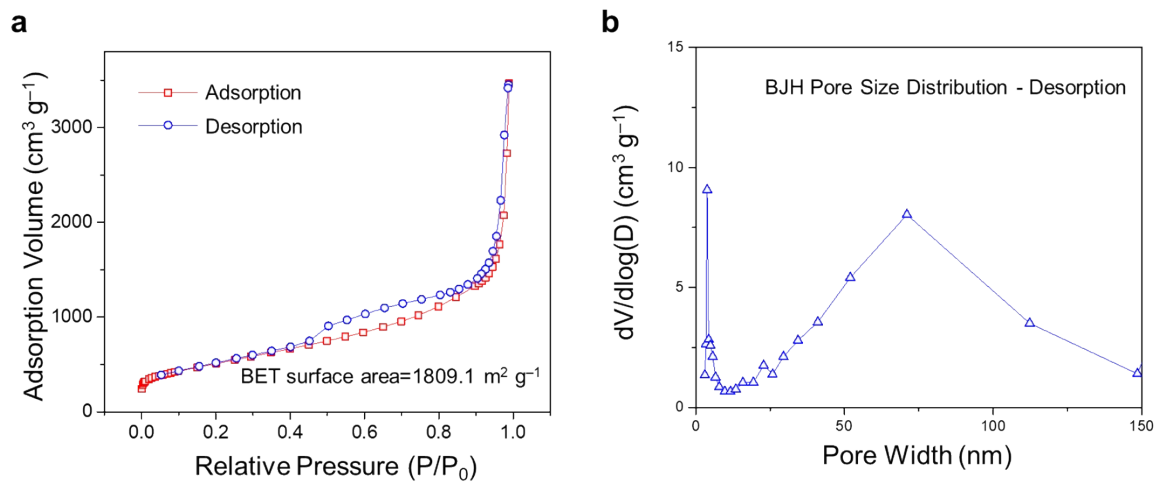 a
Adsorption
Desorption
Adsorption Volume (cm³ g⁻¹)
3000
2000
1000
0
BET surface area=1809.1 m² g⁻¹
0.0 0.2 0.4 0.6 0.8 1.0
Relative Pressure (P/P₀)
b
BJH Pore Size Distribution - Desorption
dV/dlog(D) (cm³ g⁻¹)
15
10
5
0
0 50 100 150
Pore Width (nm)